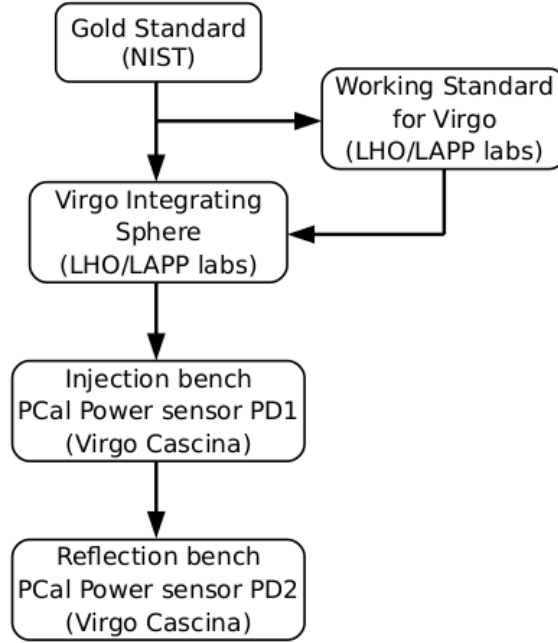 Gold Standard
(NIST)
Working Standard
for Virgo
(LHO/LAPP labs)
Virgo Integrating
Sphere
(LHO/LAPP labs)
Injection bench
PCal Power sensor PD1
(Virgo Cascina)
Reflection bench
PCal Power sensor PD2
(Virgo Cascina)